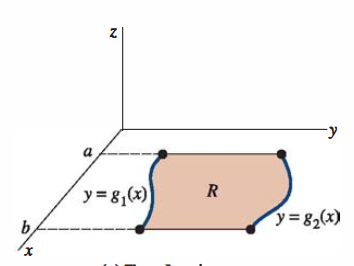 z
y
a
y = g₁(x)
R
y = g₂(x)
b
x